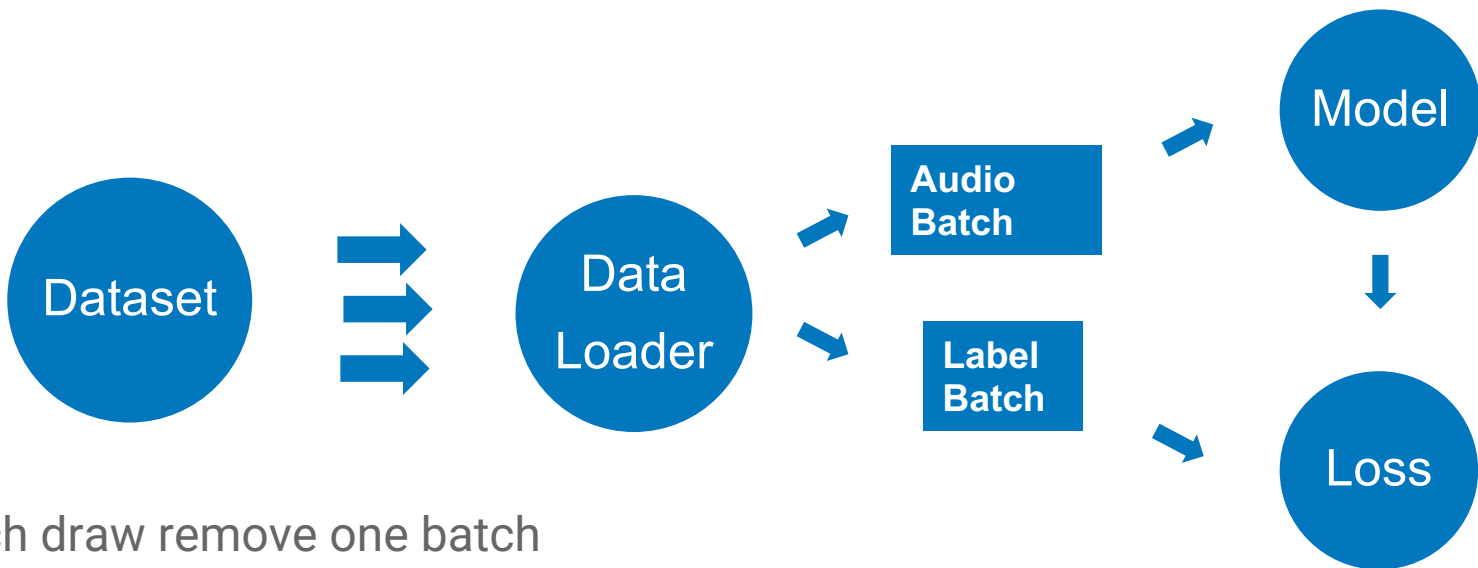 Dataset
Data
Loader
Audio
Batch
Label
Batch
Model
Loss
draw remove one batch